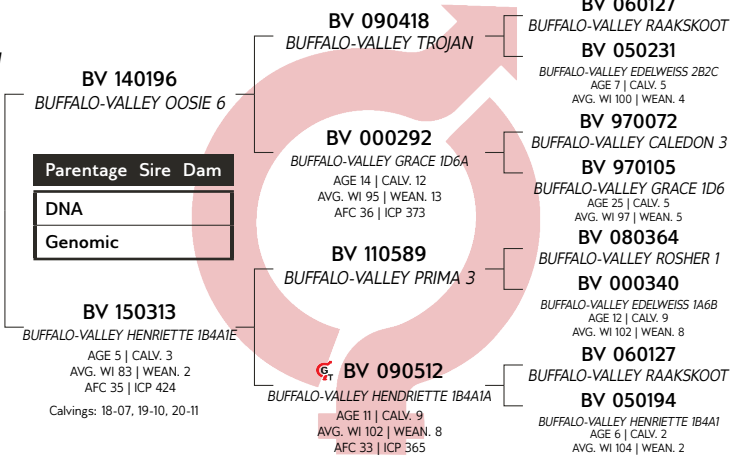 BV 140196
BUFFALO-VALLEY OOSIE 6
Parentage Sire Dam
DNA
Genomic
BV 150313
BUFFALO-VALLEY HENRIETTE 1B4A1E
AGE 5 | CALV. 3
AVG. WI 83 | WEAN. 2
AFC 35 | ICP 424
Calvings: 18-07, 19-10, 20-11
BV 090418
BUFFALO-VALLEY TROJAN
BV 000292
BUFFALO-VALLEY GRACE 1D6A
AGE 14 | CALV. 12
AVG. WI 95 | WEAN. 13
AFC 36 | ICP 373
BV 110589
BUFFALO-VALLEY PRIMA 3
GT BV 090512
BUFFALO-VALLEY HENDRIETTE 1B4A1A
AGE 11 | CALV. 9
AVG. WI 102 | WEAN. 8
AFC 33 | ICP 365
BV 060127
BUFFALO-VALLEY RAAKSKOOT
BV 050231
BUFFALO-VALLEY EDELWEISS 2B2C
AGE 7 | CALV. 5
AVG. WI 100 | WEAN. 4
BV 970072
BUFFALO-VALLEY CALEDON 3
BV 970105
BUFFALO-VALLEY GRACE 1D6
AGE 25 | CALV. 5
AVG. WI 97 | WEAN. 5
BV 080364
BUFFALO-VALLEY ROSHER 1
BV 000340
BUFFALO-VALLEY EDELWEISS 1A6B
AGE 12 | CALV. 9
AVG. WI 102 | WEAN. 8
BV 060127
BUFFALO-VALLEY RAAKSKOOT
BV 050194
BUFFALO-VALLEY HENRIETTE 1B4A1
AGE 6 | CALV. 2
AVG. WI 104 | WEAN. 2